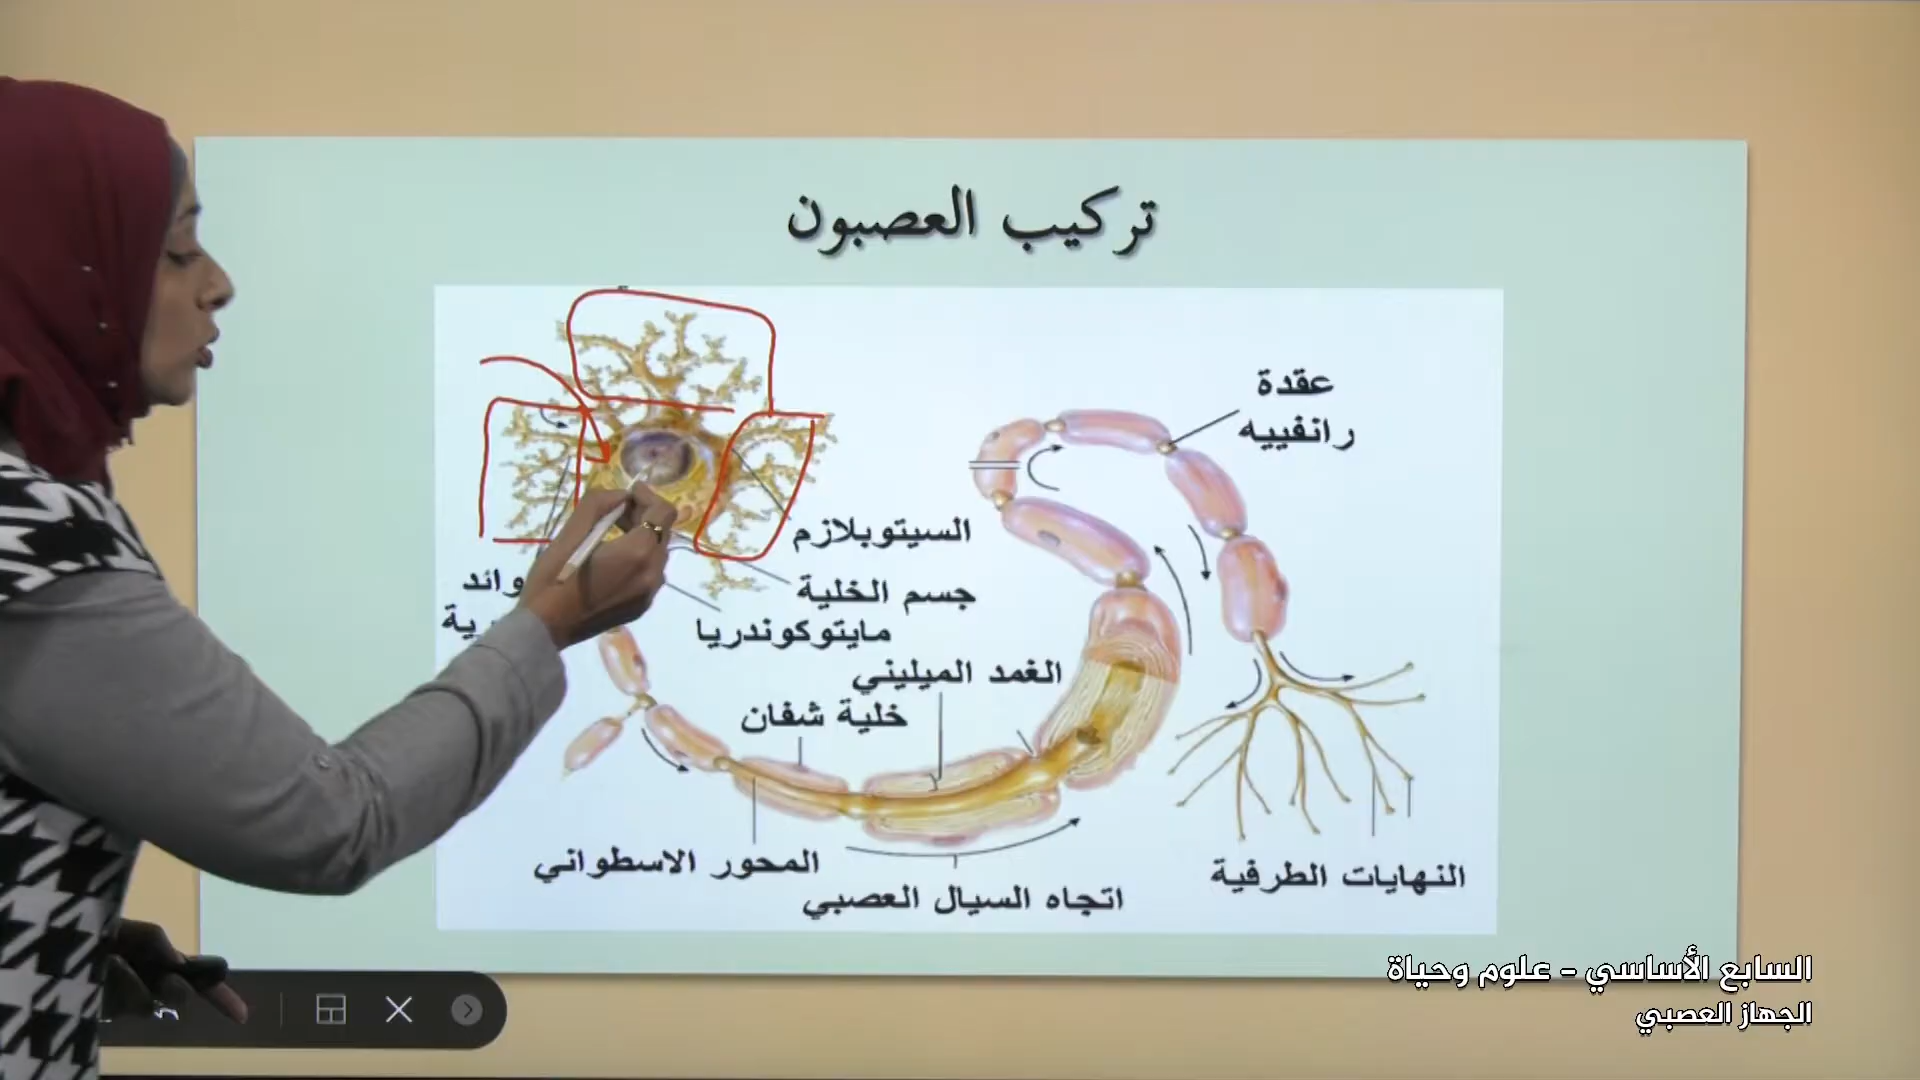 تركيب العصبون
عقدة
رانفييه
السيتوبلازم
جسم الخلية
مايتوكوندريا
الغمد الميليني
خلية شفان
المحور الاسطواني
اتجاه السيال العصبي
النهايات الطرفية
السابع الأساسي - علوم وحياة
الجهاز العصبي